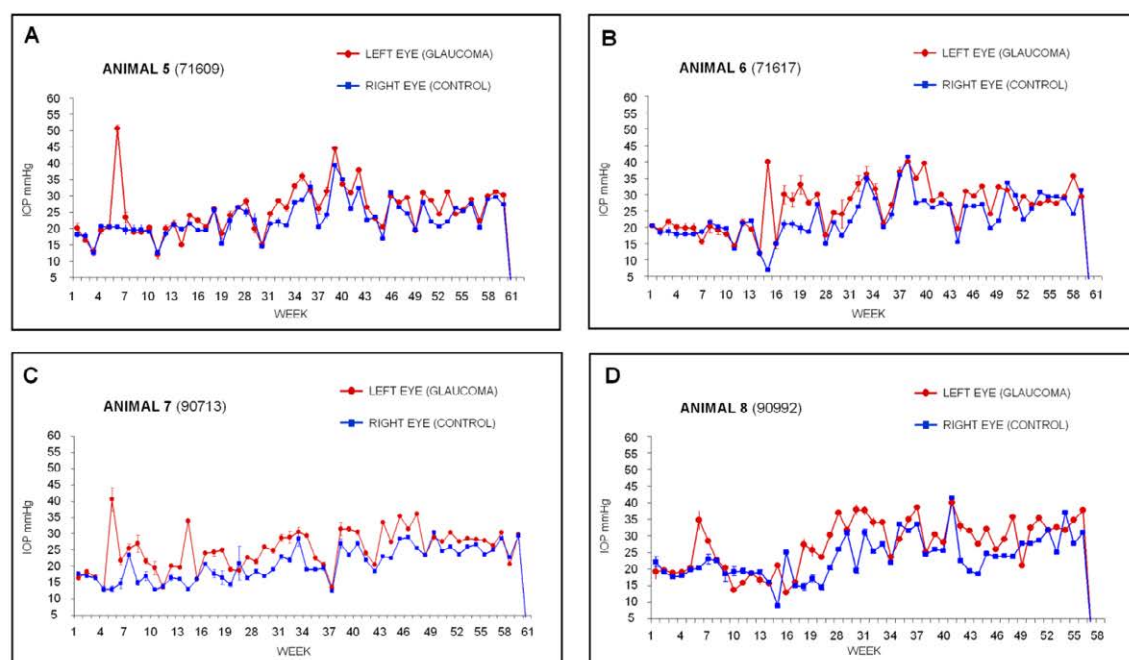 A
LEFT EYE (GLAUCOMA)
ANIMAL 5 (71609)
RIGHT EYE (CONTROL)
60
55
50
45
40
35
30
25
20
15
10
5
IOP mmHg
1 4 7 10 13 16 19 22 28 31 34 37 40 43 46 49 52 55 58 61
WEEK
B
LEFT EYE (GLAUCOMA)
ANIMAL 6 (71617)
RIGHT EYE (CONTROL)
60
55
50
45
40
35
30
25
20
15
10
5
IOP mmHg
1 4 7 10 13 16 19 22 28 31 34 37 40 43 46 49 52 55 58 61
WEEK
C
LEFT EYE (GLAUCOMA)
ANIMAL 7 (90713)
RIGHT EYE (CONTROL)
60
55
50
45
40
35
30
25
20
15
10
5
IOP mmHg
1 4 7 10 13 16 19 22 28 31 34 37 40 43 46 49 52 55 58 61
WEEK
D
LEFT EYE (GLAUCOMA)
ANIMAL 8 (90992)
RIGHT EYE (CONTROL)
60
55
50
45
40
35
30
25
20
15
10
5
IOP mmHg
1 4 7 10 13 16 19 22 28 31 34 37 40 43 46 49 52 55 58
WEEK